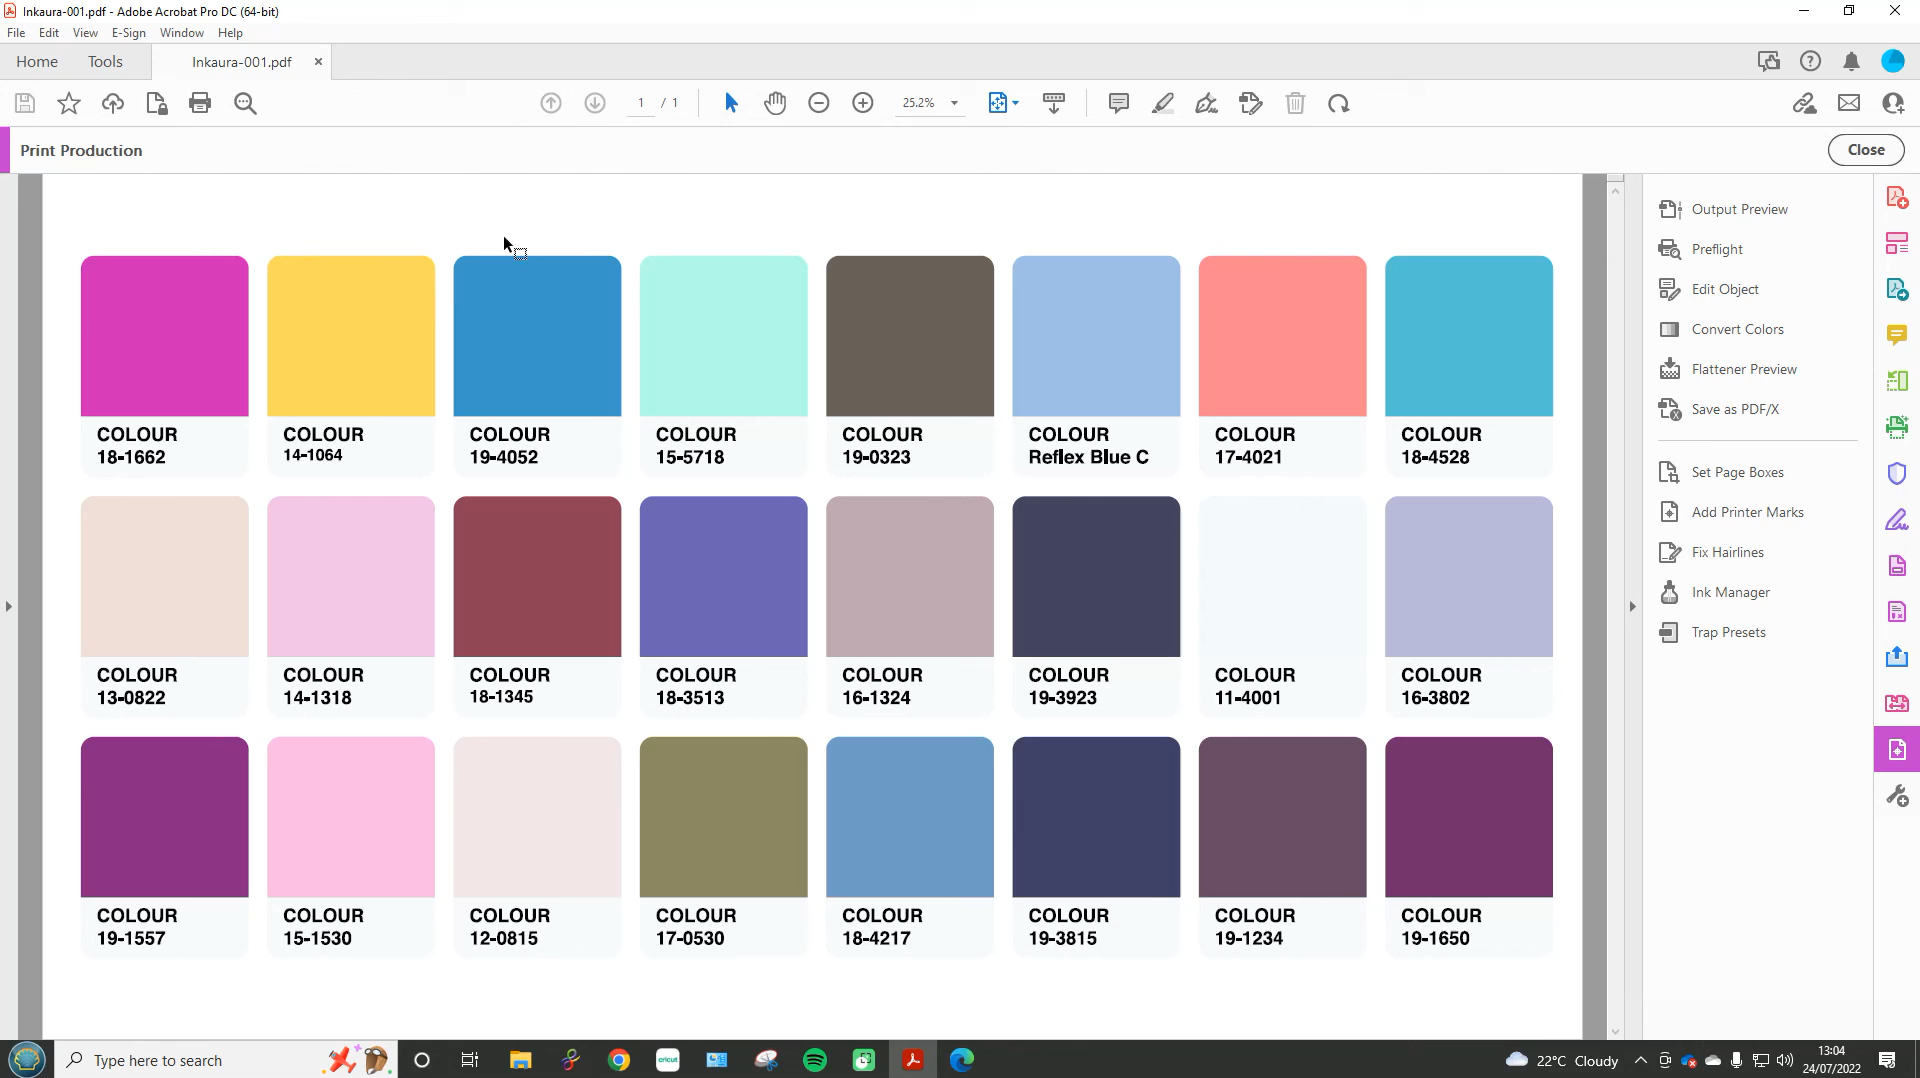 Inkaura-001.pdf - Adobe Acrobat Pro DC (64-bit)
File Edit View E-Sign Window Help
Home Tools Inkaura-001.pdf ×
1 / 1 25.2%
Print Production Close
COLOUR
18-1662
COLOUR
14-1064
COLOUR
19-4052
COLOUR
15-5718
COLOUR
19-0323
COLOUR
Reflex Blue C
COLOUR
17-4021
COLOUR
18-4528
COLOUR
13-0822
COLOUR
14-1318
COLOUR
18-1345
COLOUR
18-3513
COLOUR
16-1324
COLOUR
19-3923
COLOUR
11-4001
COLOUR
16-3802
COLOUR
19-1557
COLOUR
15-1530
COLOUR
12-0815
COLOUR
17-0530
COLOUR
18-4217
COLOUR
19-3815
COLOUR
19-1234
COLOUR
19-1650
Output Preview
Preflight
Edit Object
Convert Colors
Flattener Preview
Save as PDF/X
Set Page Boxes
Add Printer Marks
Fix Hairlines
Ink Manager
Trap Presets
Type here to search
cricut
22°C Cloudy
13:04
24/07/2022